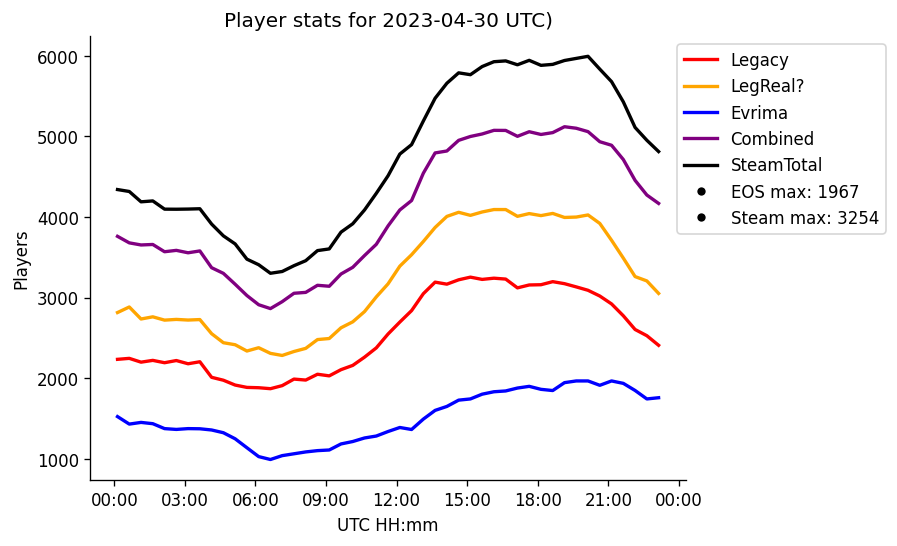 Player stats for 2023-04-30 UTC)
6000
5000
4000
3000
2000
1000
Players
00:00 03:00 06:00 09:00 12:00 15:00 18:00 21:00 00:00
UTC HH:mm
Legacy
LegReal?
Evrima
Combined
SteamTotal
EOS max: 1967
Steam max: 3254